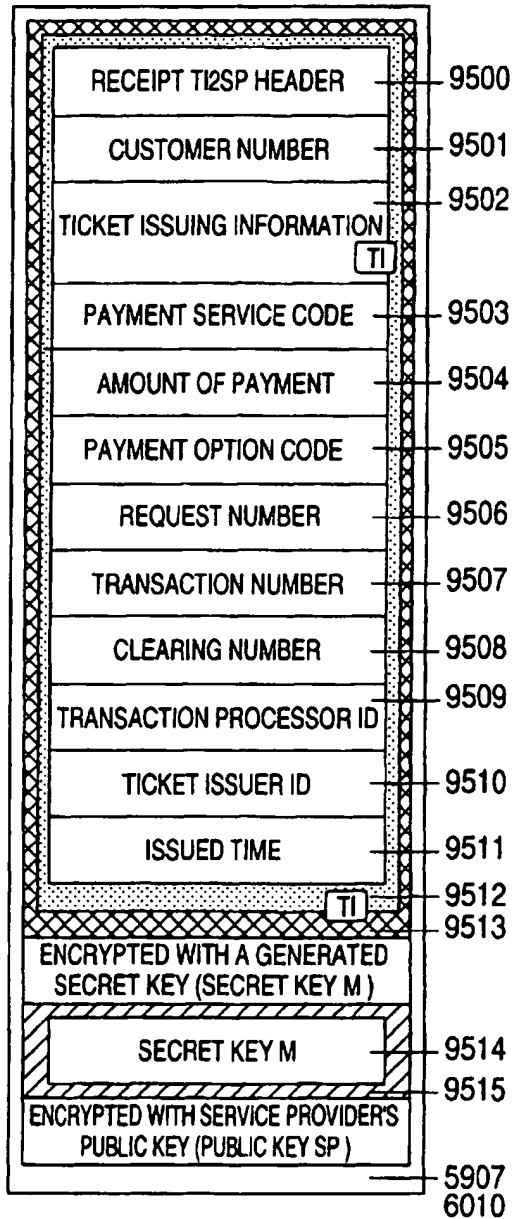 RECEIPT TI2SP HEADER 9500
CUSTOMER NUMBER 9501
9502
TICKET ISSUING INFORMATION
TI
PAYMENT SERVICE CODE 9503
AMOUNT OF PAYMENT 9504
PAYMENT OPTION CODE 9505
REQUEST NUMBER 9506
TRANSACTION NUMBER 9507
CLEARING NUMBER 9508
9509
TRANSACTION PROCESSOR ID
TICKET ISSUER ID 9510
ISSUED TIME 9511
TI 9512
9513
ENCRYPTED WITH A GENERATED
SECRET KEY (SECRET KEY M)
SECRET KEY M 9514
9515
ENCRYPTED WITH SERVICE PROVIDER'S
PUBLIC KEY (PUBLIC KEY SP)
5907
6010